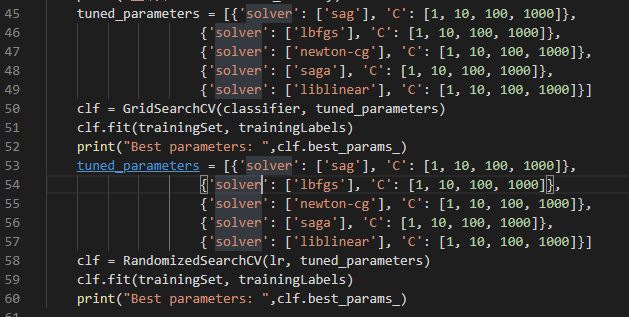 45 tuned_parameters = [{'solver': ['sag'], 'C': [1, 10, 100, 1000]},
46 {'solver': ['lbfgs'], 'C': [1, 10, 100, 1000]},
47 {'solver': ['newton-cg'], 'C': [1, 10, 100, 1000]},
48 {'solver': ['saga'], 'C': [1, 10, 100, 1000]},
49 {'solver': ['liblinear'], 'C': [1, 10, 100, 1000]}]
50 clf = GridSearchCV(classifier, tuned_parameters)
51 clf.fit(trainingSet, trainingLabels)
52 print("Best parameters: ",clf.best_params_)
53 tuned_parameters = [{'solver': ['sag'], 'C': [1, 10, 100, 1000]},
54 {'solver': ['lbfgs'], 'C': [1, 10, 100, 1000]},
55 {'solver': ['newton-cg'], 'C': [1, 10, 100, 1000]},
56 {'solver': ['saga'], 'C': [1, 10, 100, 1000]},
57 {'solver': ['liblinear'], 'C': [1, 10, 100, 1000]}]
58 clf = RandomizedSearchCV(lr, tuned_parameters)
59 clf.fit(trainingSet, trainingLabels)
60 print("Best parameters: ",clf.best_params_)